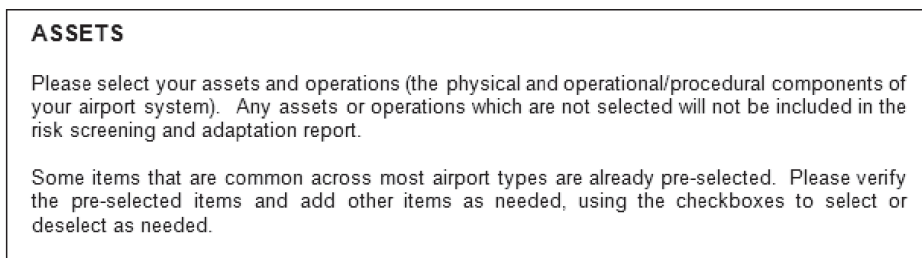 ASSETS
Please select your assets and operations (the physical and operational/procedural components of
your airport system).  Any assets or operations which are not selected will not be included in the
risk screening and adaptation report.
Some items that are common across most airport types are already pre-selected.  Please verify
the pre-selected items and add other items as needed, using the checkboxes to select or
deselect as needed.